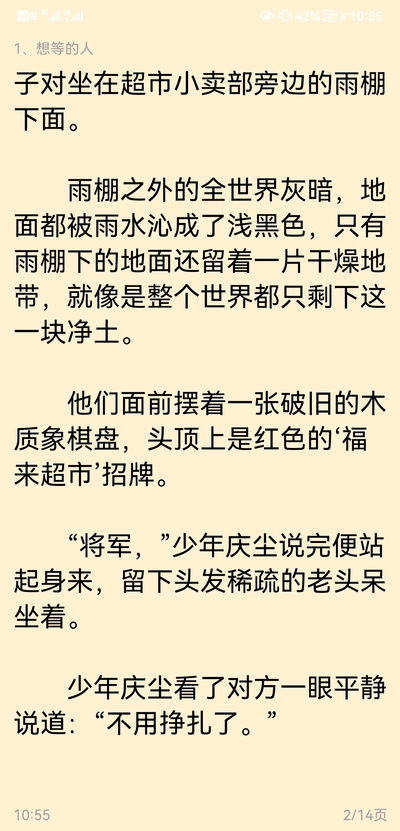 42%
10:55
1、想等的人
子对坐在超市小卖部旁边的雨棚
下面。
雨棚之外的全世界灰暗，地
面都被雨水沁成了浅黑色，只有
雨棚下的地面还留着一片干燥地
带，就像是整个世界都只剩下这
一块净土。
他们面前摆着一张破旧的木
质象棋盘，头顶上是红色的‘福
来超市’招牌。
“将军，”少年庆尘说完便站
起身来，留下头发稀疏的老头呆
坐着。
少年庆尘看了对方一眼平静
说道：“不用挣扎了。”
10:55
2/14页